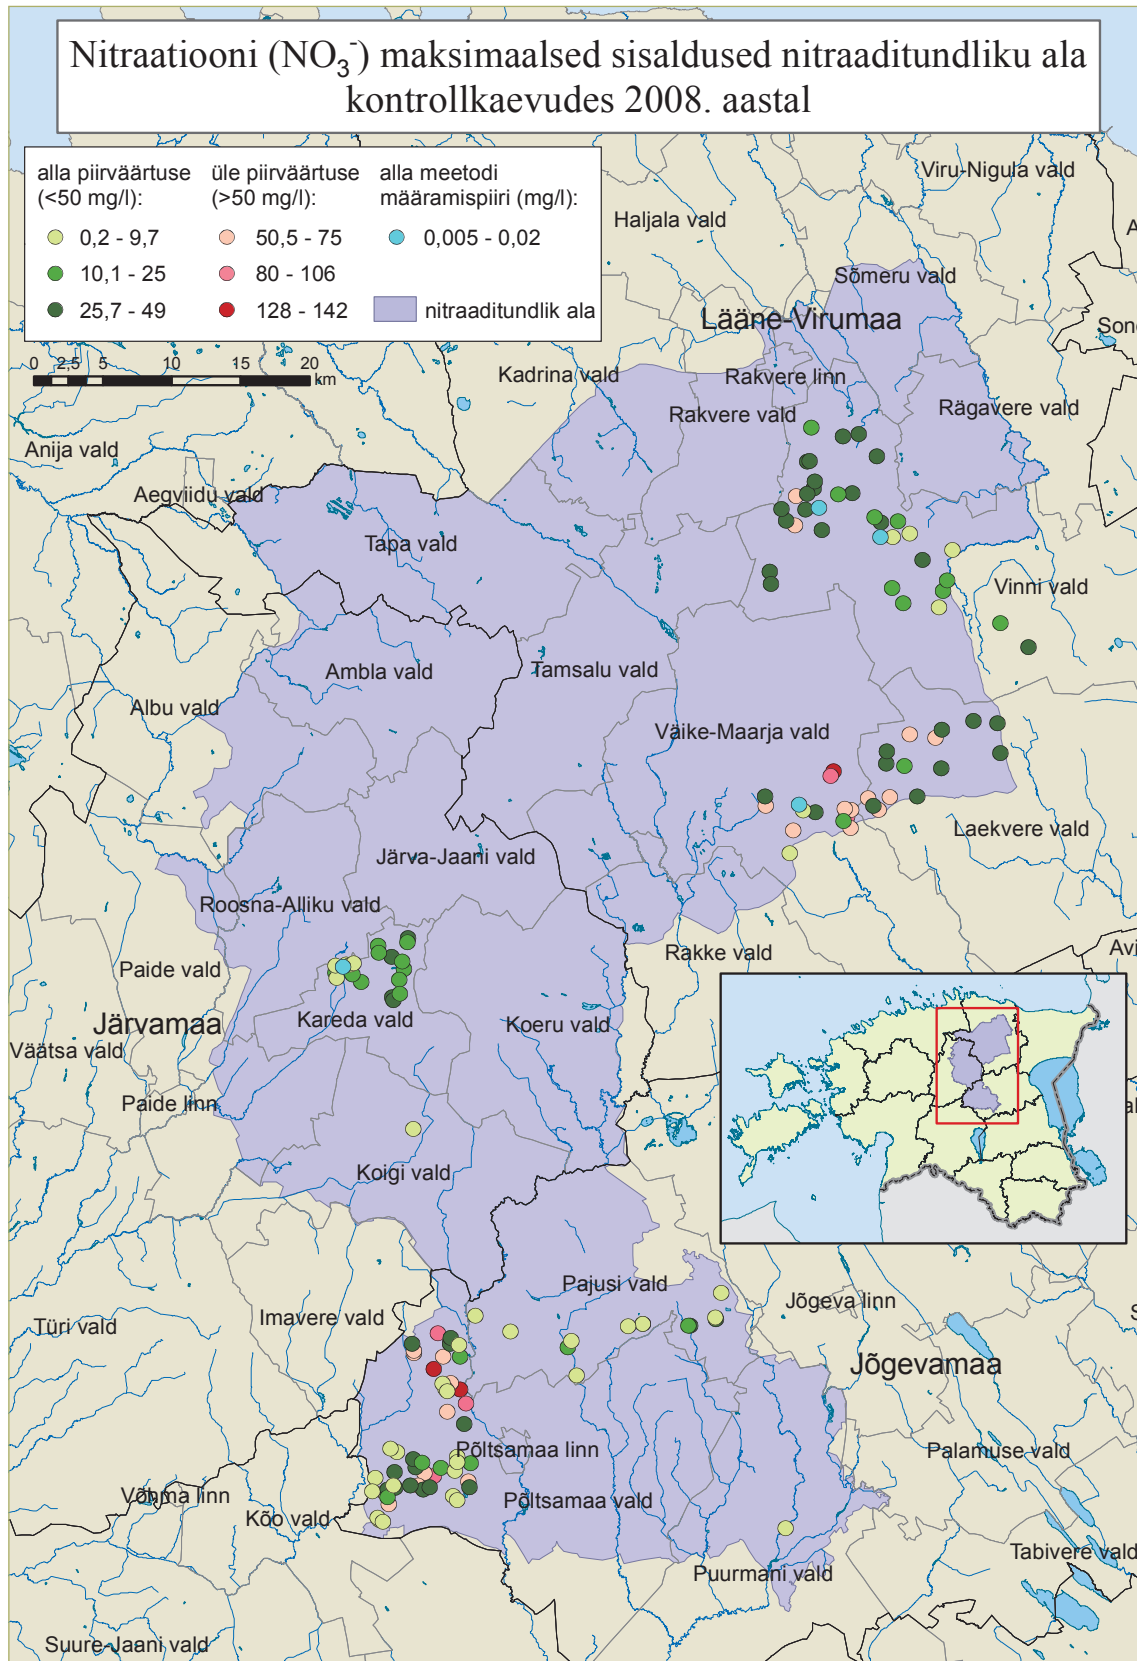 Nitraatiooni (NO₃⁻) maksimaalsed sisaldused nitraaditundliku ala
kontrollkaevudes 2008. aastal
alla piirväärtuse
(<50 mg/l):
0,2 - 9,7
10,1 - 25
25,7 - 49
üle piirväärtuse
(>50 mg/l):
50,5 - 75
80 - 106
128 - 142
alla meetodi
määramispiiri (mg/l):
0,005 - 0,02
nitraaditundlik ala
0 2,5 5 10 15 20
km
Viru-Nigula vald
Haljala vald
Sõmeru vald
Lääne-Virumaa
Kadrina vald
Rakvere linn
Rakvere vald
Rägavere vald
Anija vald
Aegviidu vald
Tapa vald
Vinni vald
Ambla vald
Tamsalu vald
Albu vald
Väike-Maarja vald
Laekvere vald
Järva-Jaani vald
Roosna-Alliku vald
Rakke vald
Avi
Paide vald
Järvamaa
Kareda vald
Koeru vald
Väätsa vald
Paide linn
Koigi vald
Pajusi vald
Jõgeva linn
Imavere vald
Türi vald
Jõgevamaa
Põltsamaa linn
Palamuse vald
Võhma linn
Põltsamaa vald
Kõo vald
Tabivere vald
Puurmani vald
Suure-Jaani vald